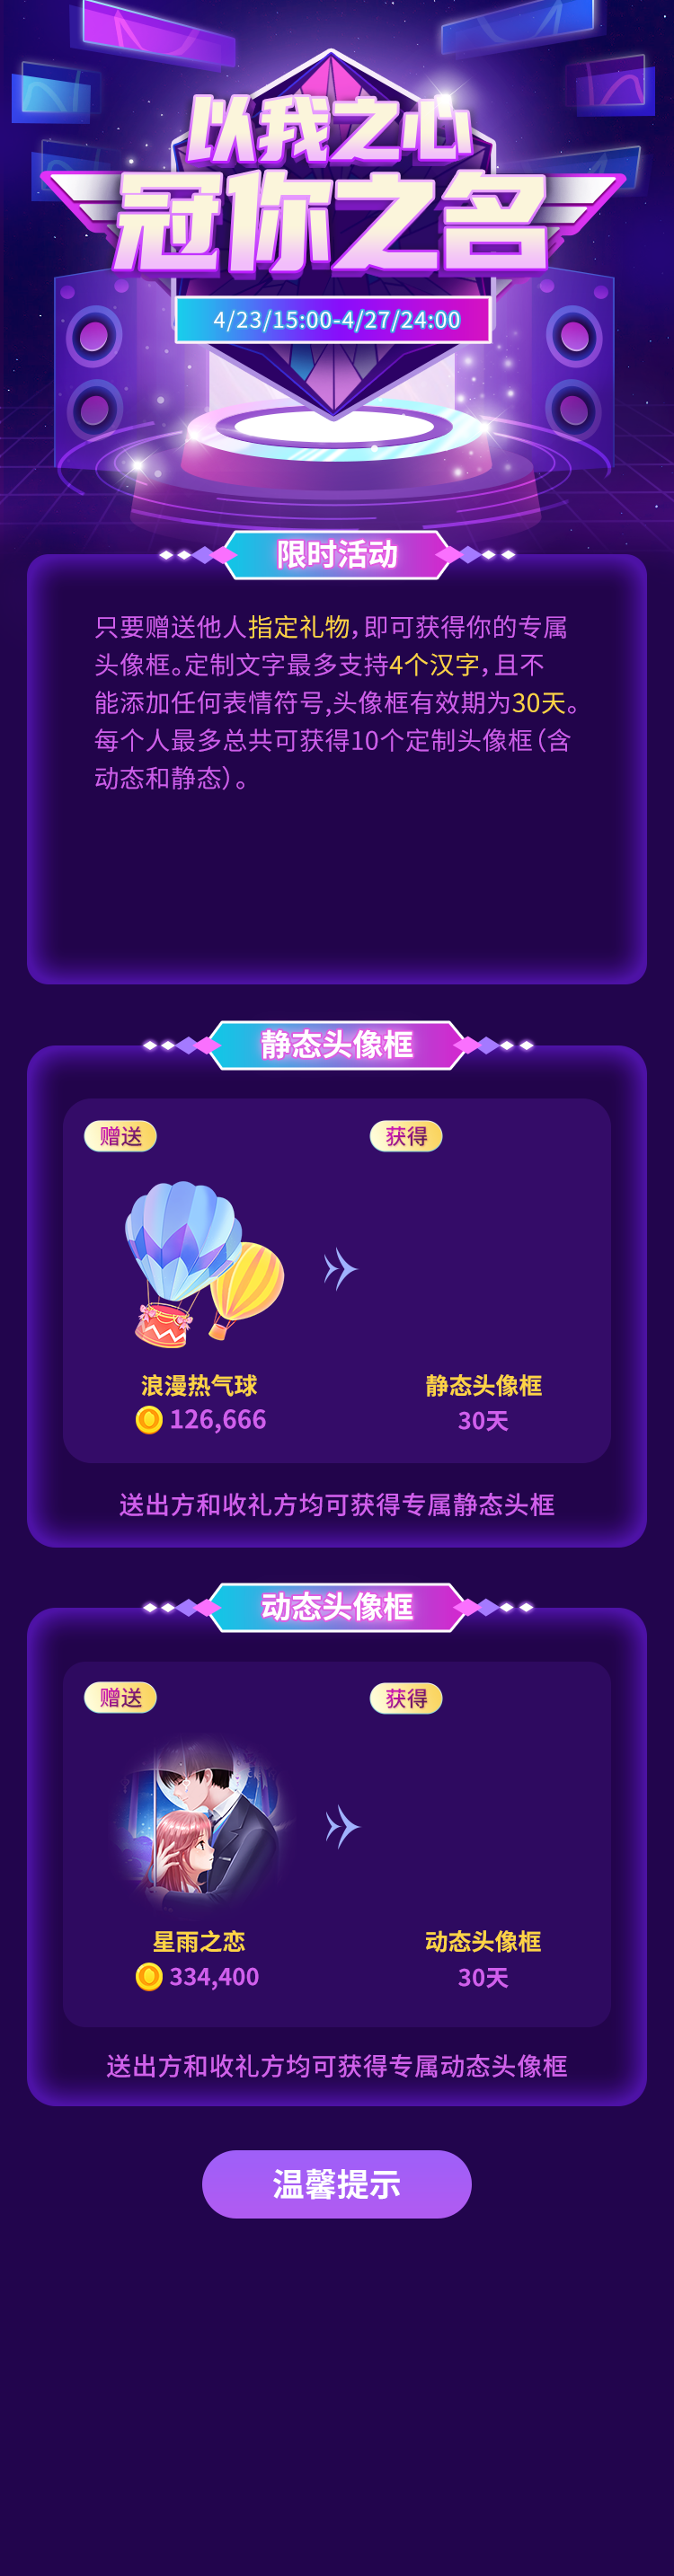 以我之心
冠你之名
4/23/15:00-4/27/24:00
限时活动
只要赠送他人指定礼物，即可获得你的专属
头像框。定制文字最多支持4个汉字，且不
能添加任何表情符号,头像框有效期为30天。
每个人最多总共可获得10个定制头像框（含
动态和静态）。
静态头像框
赠送
获得
浪漫热气球
静态头像框
126,666
30天
送出方和收礼方均可获得专属静态头框
动态头像框
赠送
获得
星雨之恋
动态头像框
334,400
30天
送出方和收礼方均可获得专属动态头像框
温馨提示